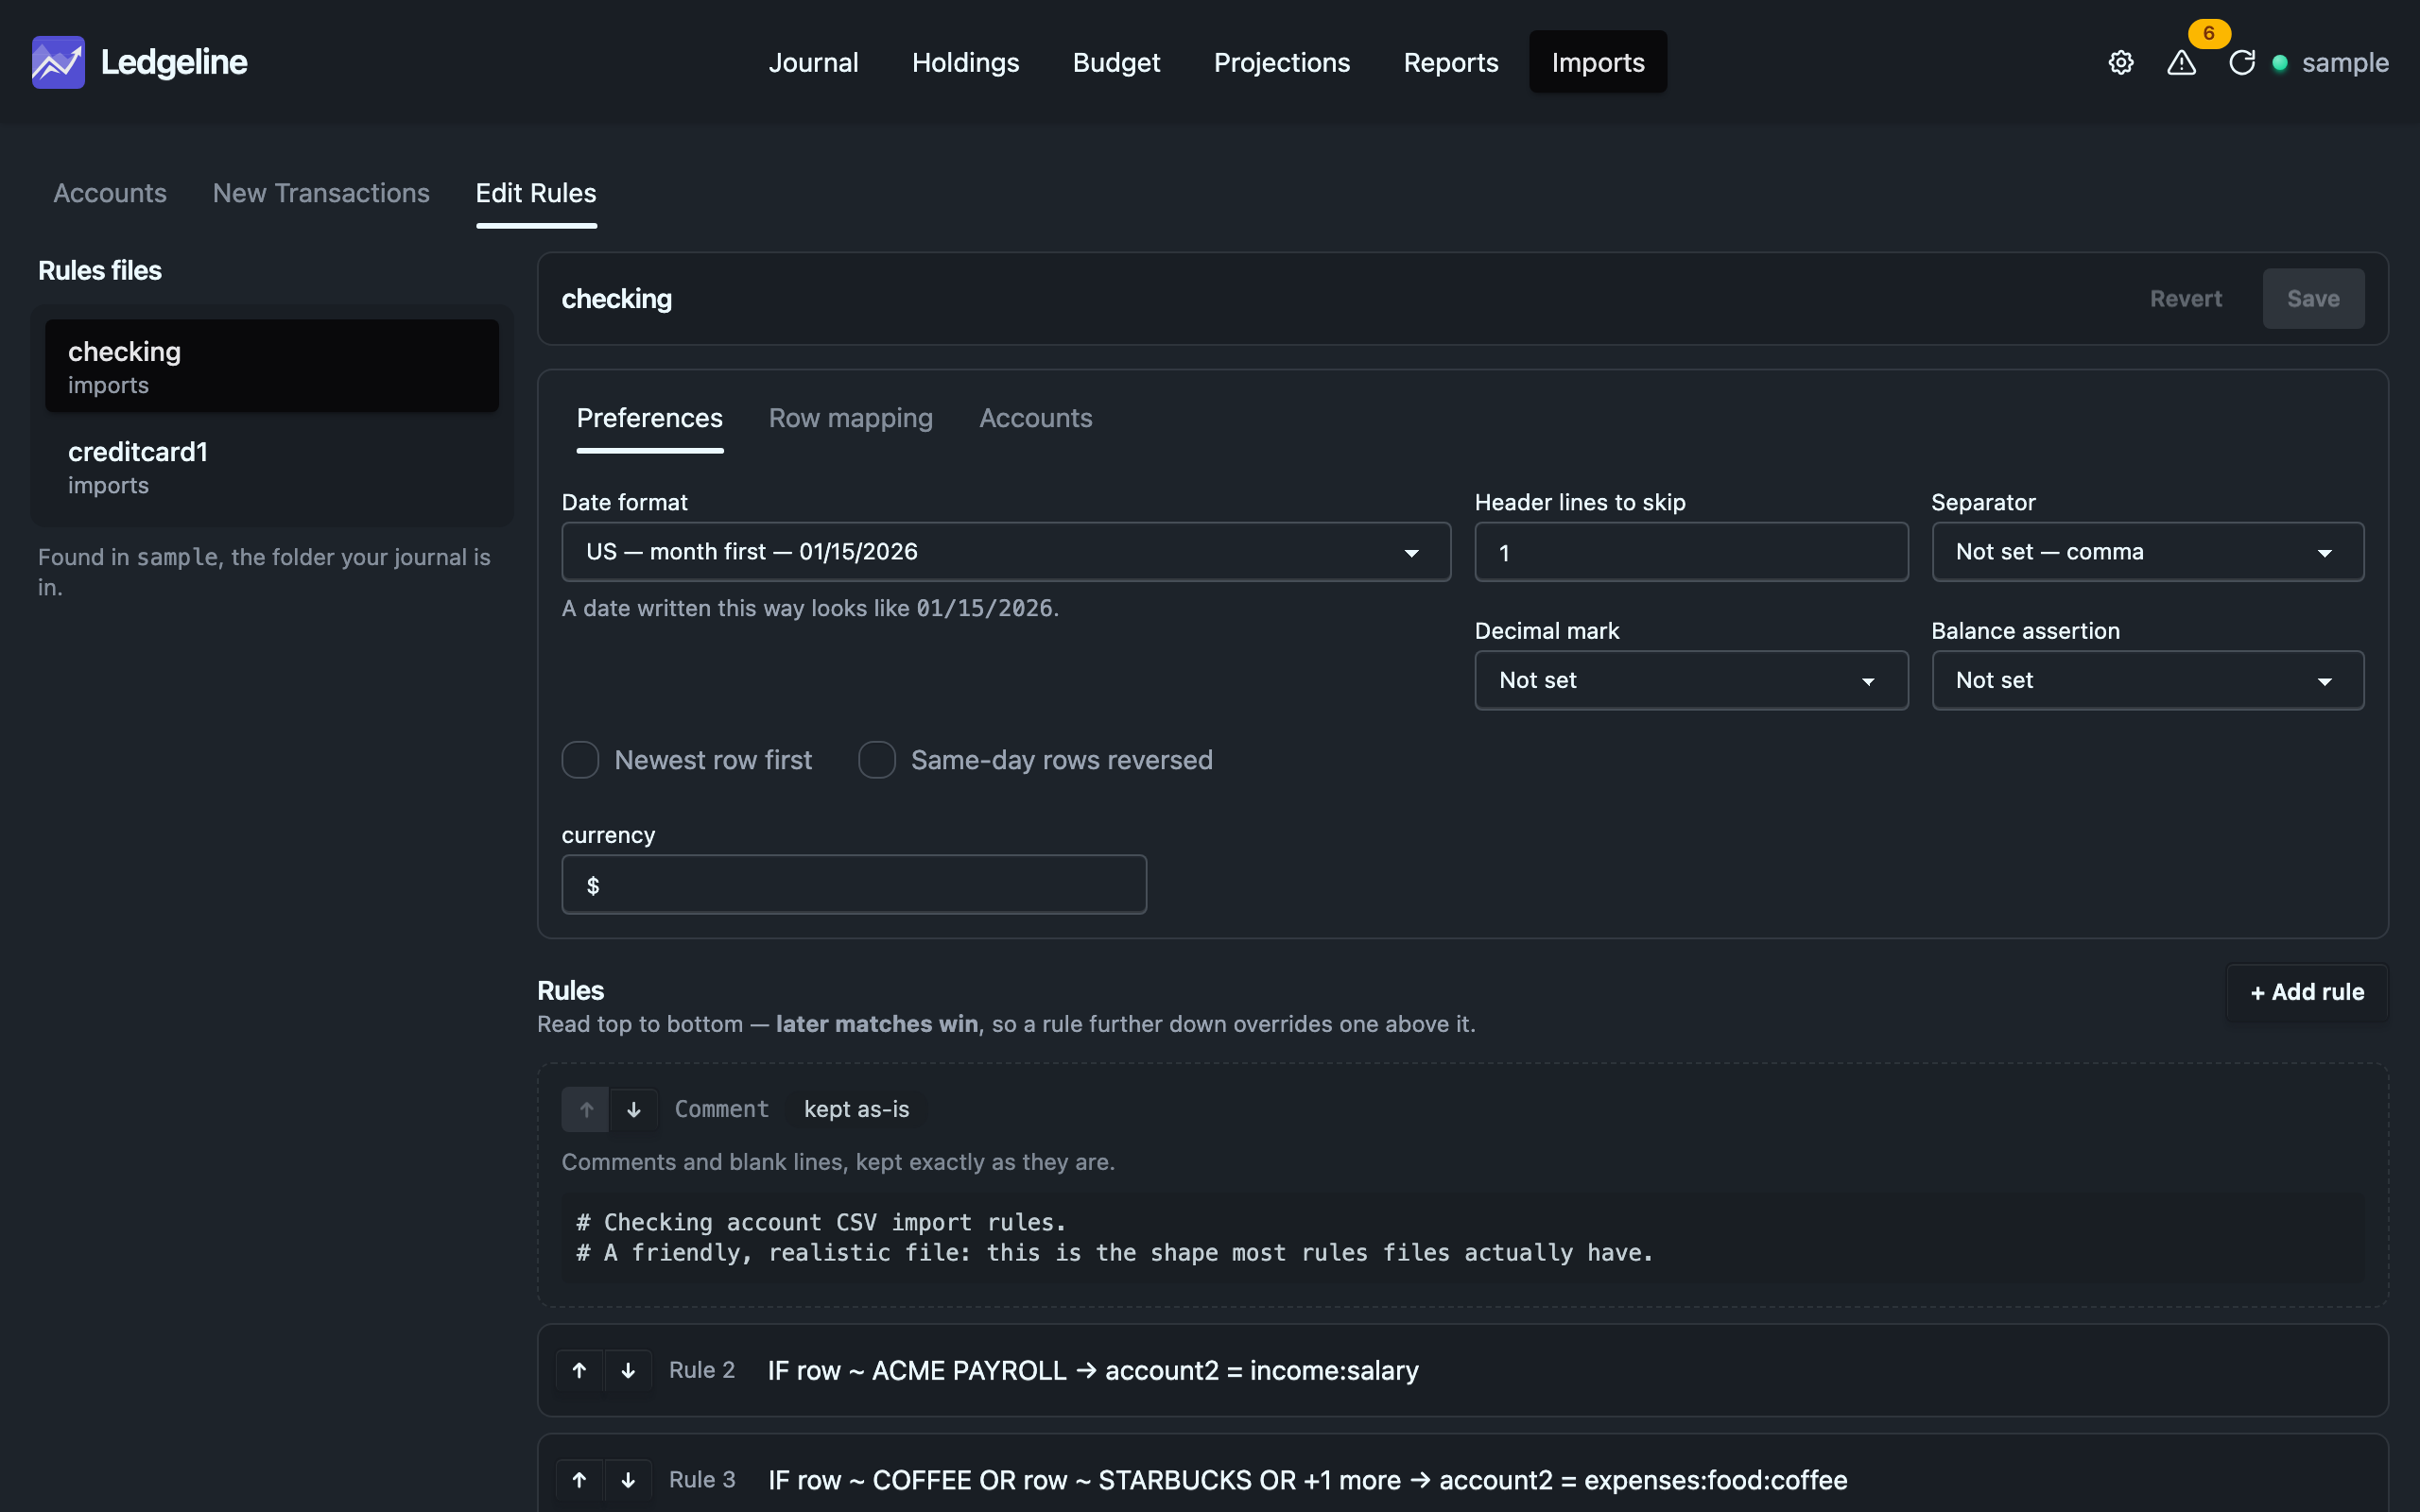 Ledgeline
Journal
Holdings
Budget
Projections
Reports
Imports
6
sample
Accounts
New Transactions
Edit Rules
Rules files
checking
imports
creditcard1
imports
Found in sample, the folder your journal is
in.
checking
Revert
Save
Preferences
Row mapping
Accounts
Date format
US — month first — 01/15/2026
A date written this way looks like 01/15/2026.
Header lines to skip
1
Separator
Not set — comma
Decimal mark
Not set
Balance assertion
Not set
Newest row first
Same-day rows reversed
currency
$
Rules
Read top to bottom — later matches win, so a rule further down overrides one above it.
+ Add rule
↑ ↓ Comment kept as-is
Comments and blank lines, kept exactly as they are.
# Checking account CSV import rules.
# A friendly, realistic file: this is the shape most rules files actually have.
↑ ↓ Rule 2 IF row ~ ACME PAYROLL → account2 = income:salary
↑ ↓ Rule 3 IF row ~ COFFEE OR row ~ STARBUCKS OR +1 more → account2 = expenses:food:coffee